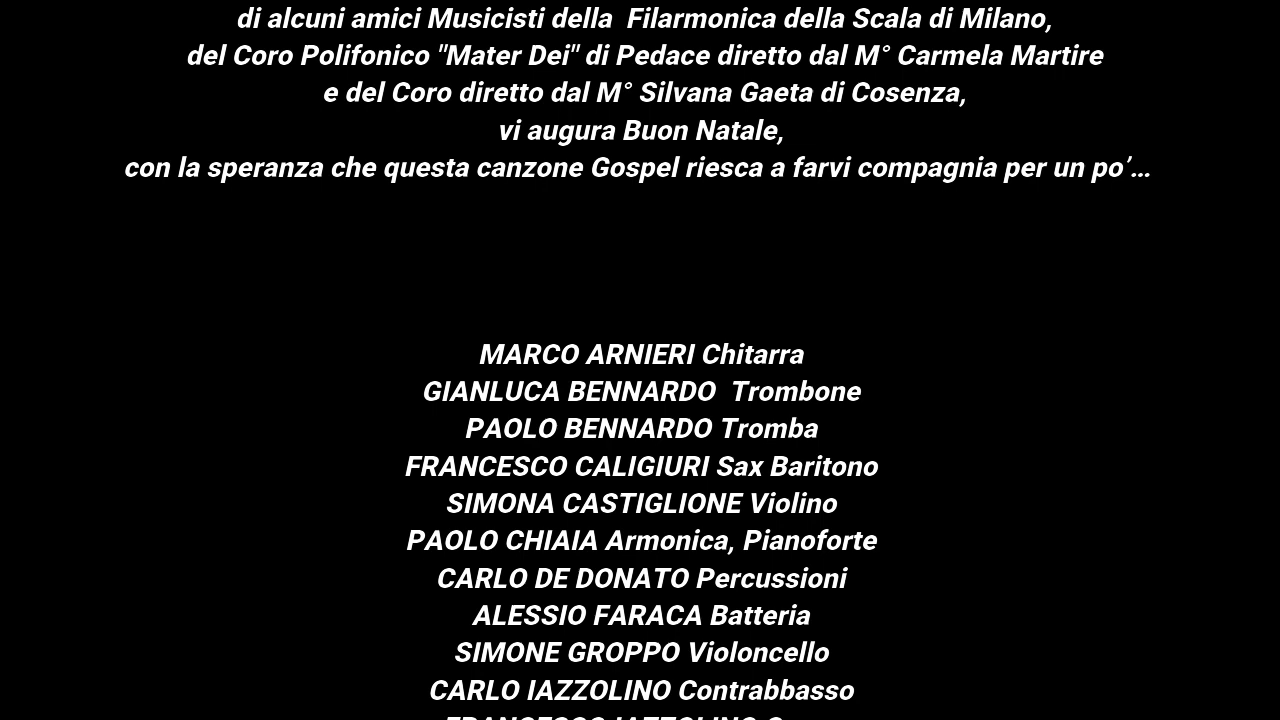 di alcuni amici Musicisti della  Filarmonica della Scala di Milano,
del Coro Polifonico "Mater Dei" di Pedace diretto dal M° Carmela Martire
e del Coro diretto dal M° Silvana Gaeta di Cosenza,
vi augura Buon Natale,
con la speranza che questa canzone Gospel riesca a farvi compagnia per un po’…
MARCO ARNIERI Chitarra
GIANLUCA BENNARDO  Trombone
PAOLO BENNARDO Tromba
FRANCESCO CALIGIURI Sax Baritono
SIMONA CASTIGLIONE Violino
PAOLO CHIAIA Armonica, Pianoforte
CARLO DE DONATO Percussioni
ALESSIO FARACA Batteria
SIMONE GROPPO Violoncello
CARLO IAZZOLINO Contrabbasso
FRANCESCO IAZZOLINO